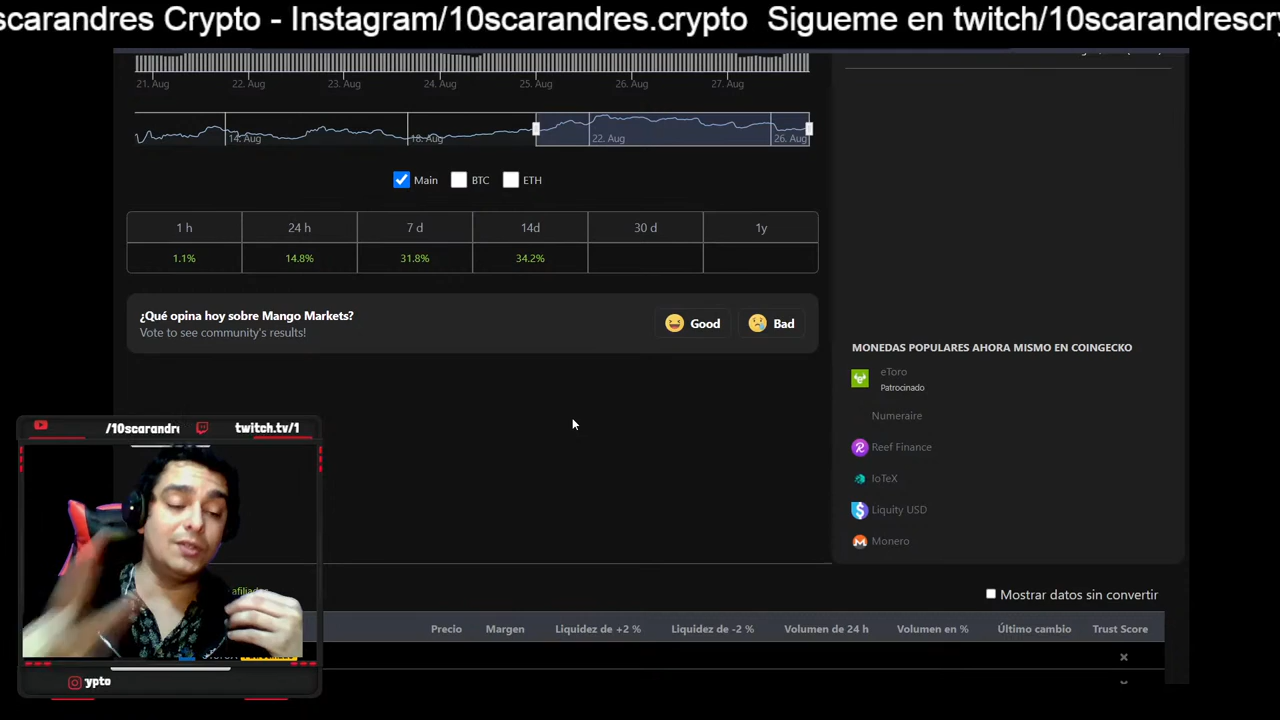 scarandres Crypto - Instagram/10scarandres.crypto  Sigueme en twitch/10scarandrescry
21. Aug 22. Aug 23. Aug 24. Aug 25. Aug 26. Aug 27. Aug
14. Aug 18. Aug 22. Aug 26. Aug
Main BTC ETH
1 h 24 h 7 d 14d 30 d 1y
1.1% 14.8% 31.8% 34.2%
¿Qué opina hoy sobre Mango Markets?
Vote to see community's results!
Good Bad
MONEDAS POPULARES AHORA MISMO EN COINGECKO
eToro
Patrocinado
Numeraire
Reef Finance
IoTeX
Liquity USD
Monero
/10scarandre twitch.tv/1
afiliados
Mostrar datos sin convertir
Precio Margen Liquidez de +2 % Liquidez de -2 % Volumen de 24 h Volumen en % Último cambio Trust Score
ypto